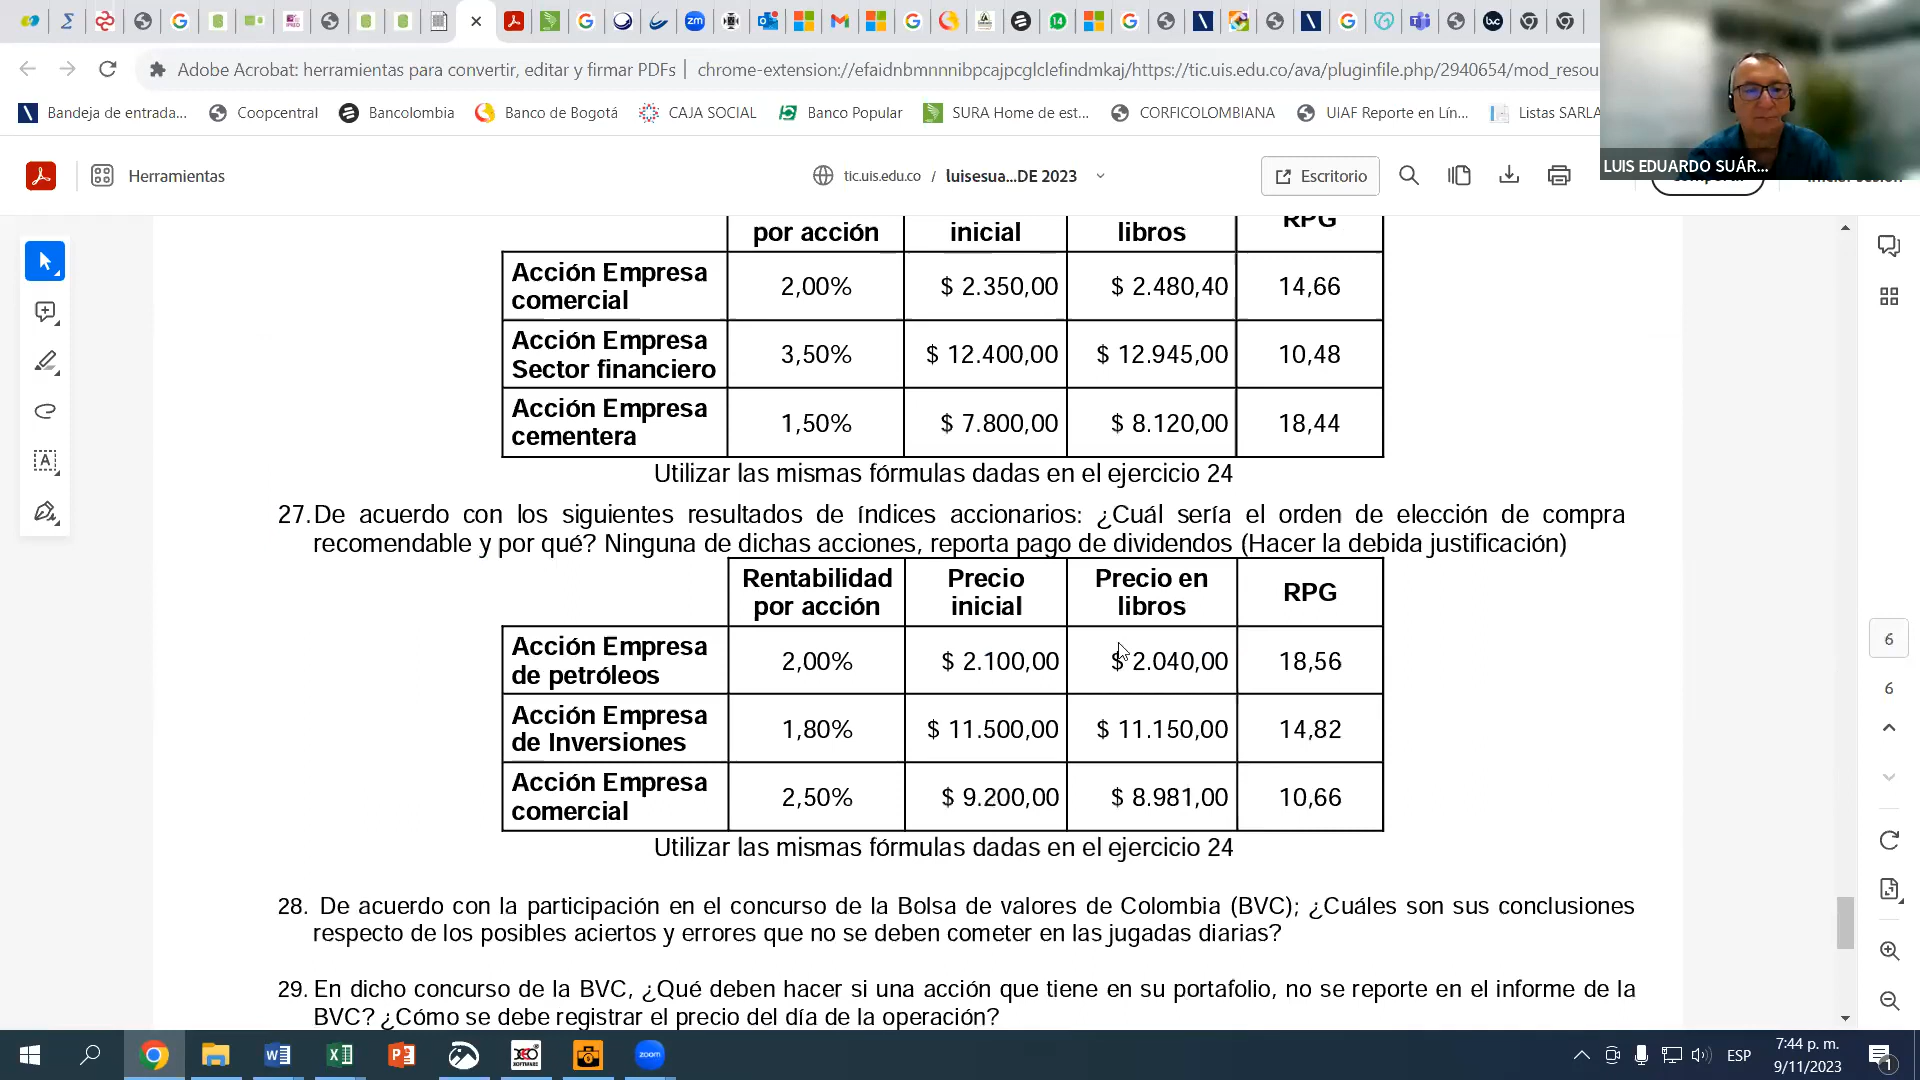 Adobe Acrobat: herramientas para convertir, editar y firmar PDFs | chrome-extension://efaidnbmnnnibpcajpcglclefindmkaj/https://tic.uis.edu.co/ava/pluginfile.php/2940654/mod_resou
Bandeja de entrada... Coopcentral Bancolombia Banco de Bogotá CAJA SOCIAL Banco Popular SURA Home de est... CORFICOLOMBIANA UIAF Reporte en Lín... Listas SARLA
LUIS EDUARDO SUÁR...
Herramientas tic.uis.edu.co / luisesua...DE 2023 Escritorio
por acción inicial libros RPG
Acción Empresa comercial 2,00% $ 2.350,00 $ 2.480,40 14,66
Acción Empresa Sector financiero 3,50% $ 12.400,00 $ 12.945,00 10,48
Acción Empresa cementera 1,50% $ 7.800,00 $ 8.120,00 18,44
Utilizar las mismas fórmulas dadas en el ejercicio 24
27. De acuerdo con los siguientes resultados de índices accionarios: ¿Cuál sería el orden de elección de compra
recomendable y por qué? Ninguna de dichas acciones, reporta pago de dividendos (Hacer la debida justificación)
Rentabilidad por acción Precio inicial Precio en libros RPG
Acción Empresa de petróleos 2,00% $ 2.100,00 $ 2.040,00 18,56
Acción Empresa de Inversiones 1,80% $ 11.500,00 $ 11.150,00 14,82
Acción Empresa comercial 2,50% $ 9.200,00 $ 8.981,00 10,66
Utilizar las mismas fórmulas dadas en el ejercicio 24
28. De acuerdo con la participación en el concurso de la Bolsa de valores de Colombia (BVC); ¿Cuáles son sus conclusiones
respecto de los posibles aciertos y errores que no se deben cometer en las jugadas diarias?
29. En dicho concurso de la BVC, ¿Qué deben hacer si una acción que tiene en su portafolio, no se reporte en el informe de la
BVC? ¿Cómo se debe registrar el precio del día de la operación?
6
6
ESP
7:44 p. m.
9/11/2023
1